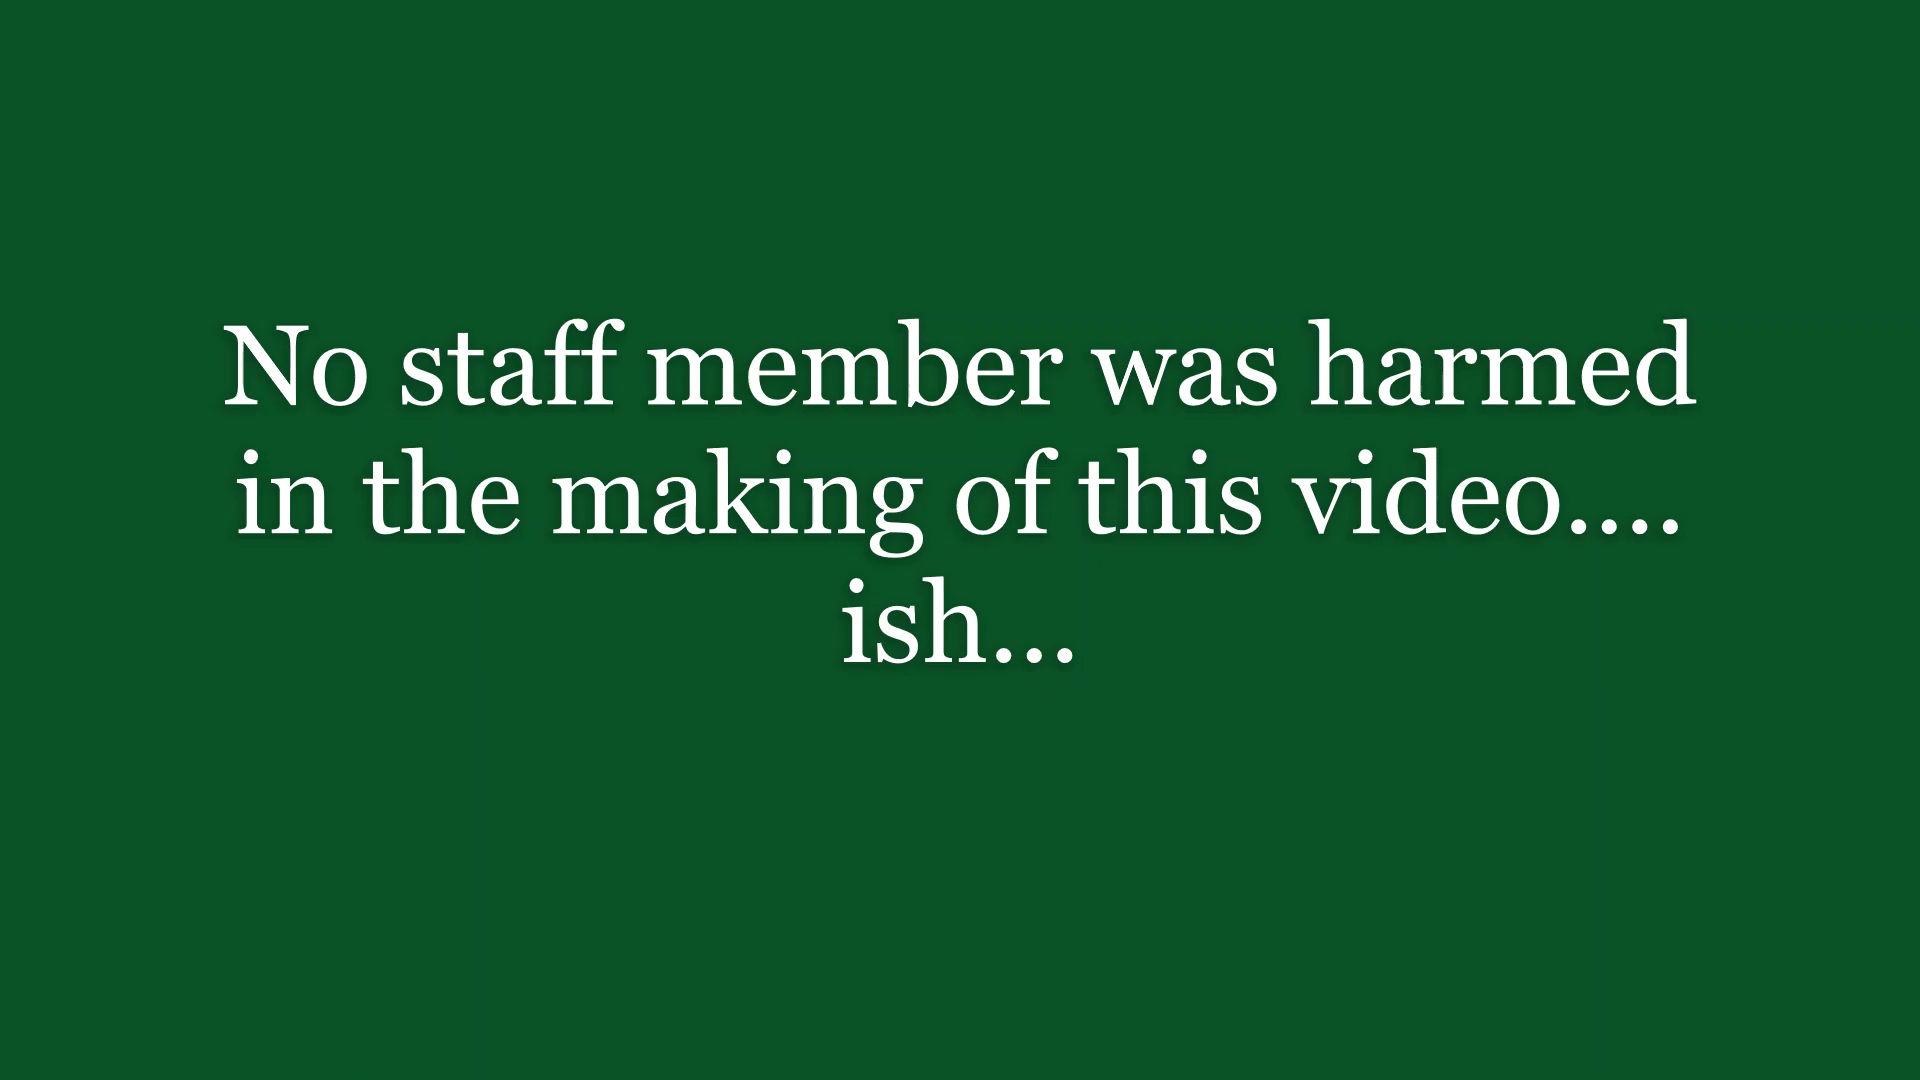 No staff member was harmed
in the making of this video....
ish...